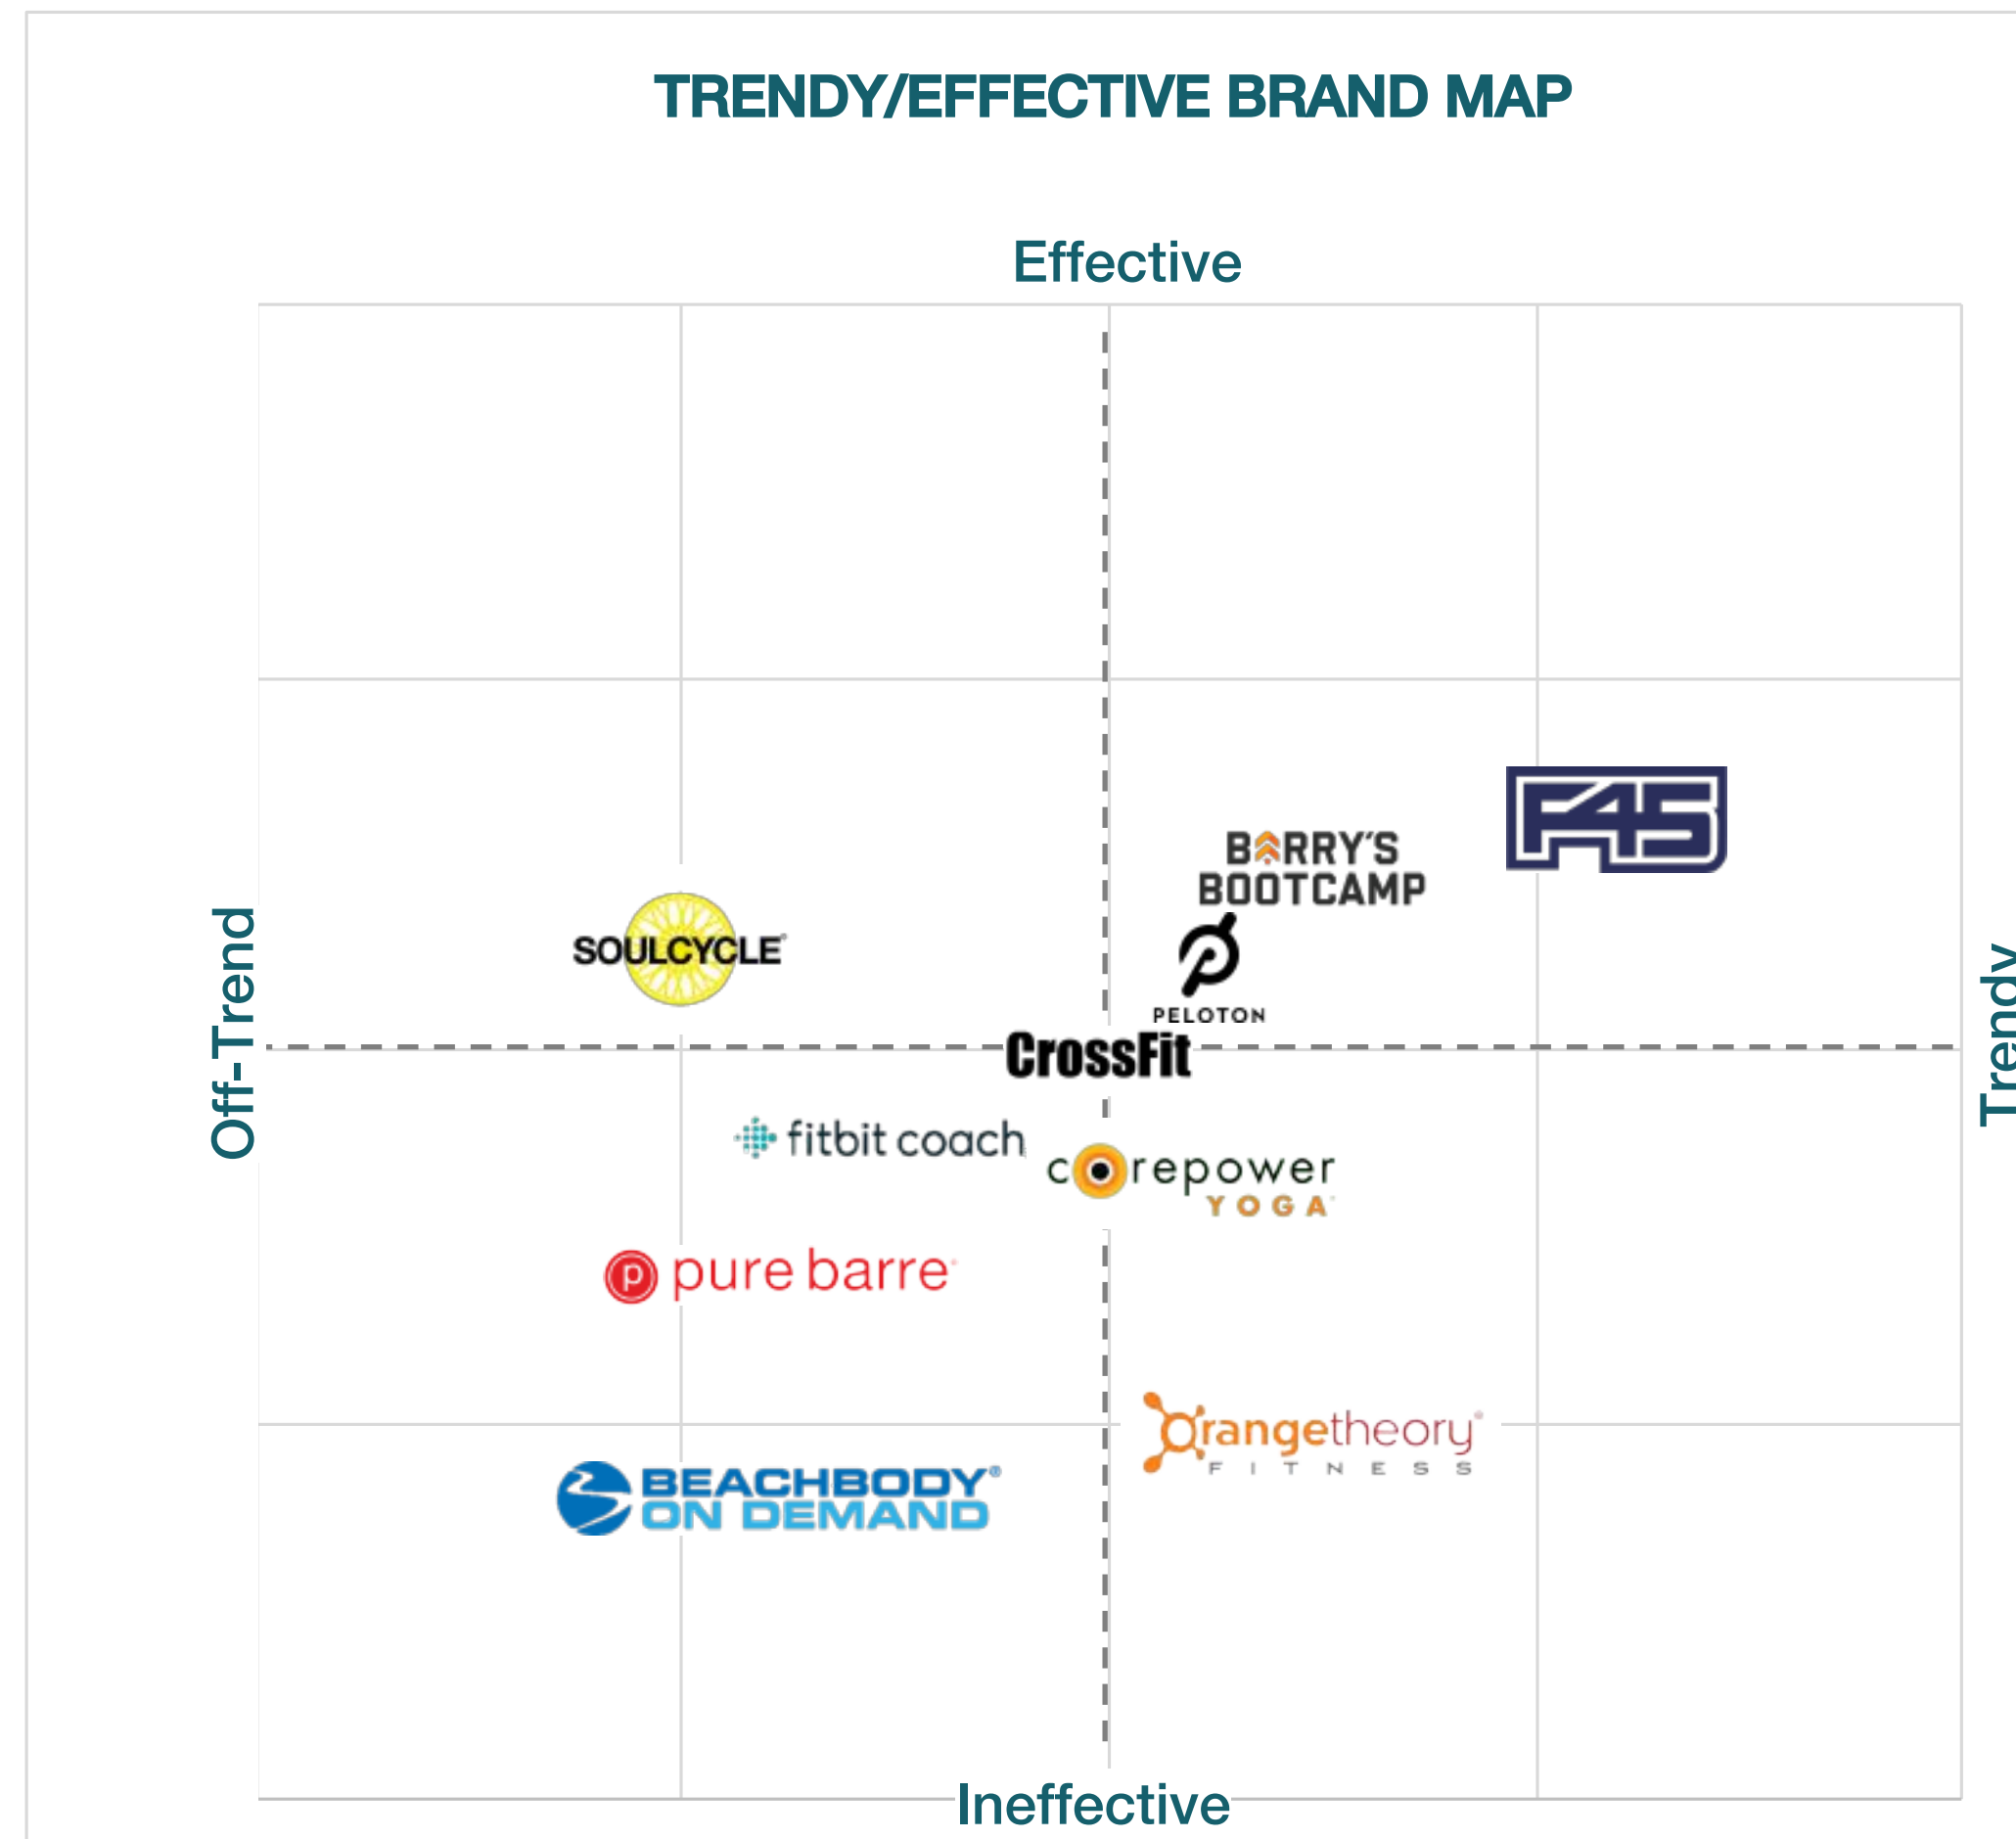 TRENDY/EFFECTIVE BRAND MAP
Effective
F45
BARRY'S
BOOTCAMP
SOULCYCLE®
PELOTON
Off-Trend
Trendy
CrossFit
fitbit coach
corepower
YOGA
pure barre
orangetheory®
FITNESS
BEACHBODY®
ON DEMAND
Ineffective